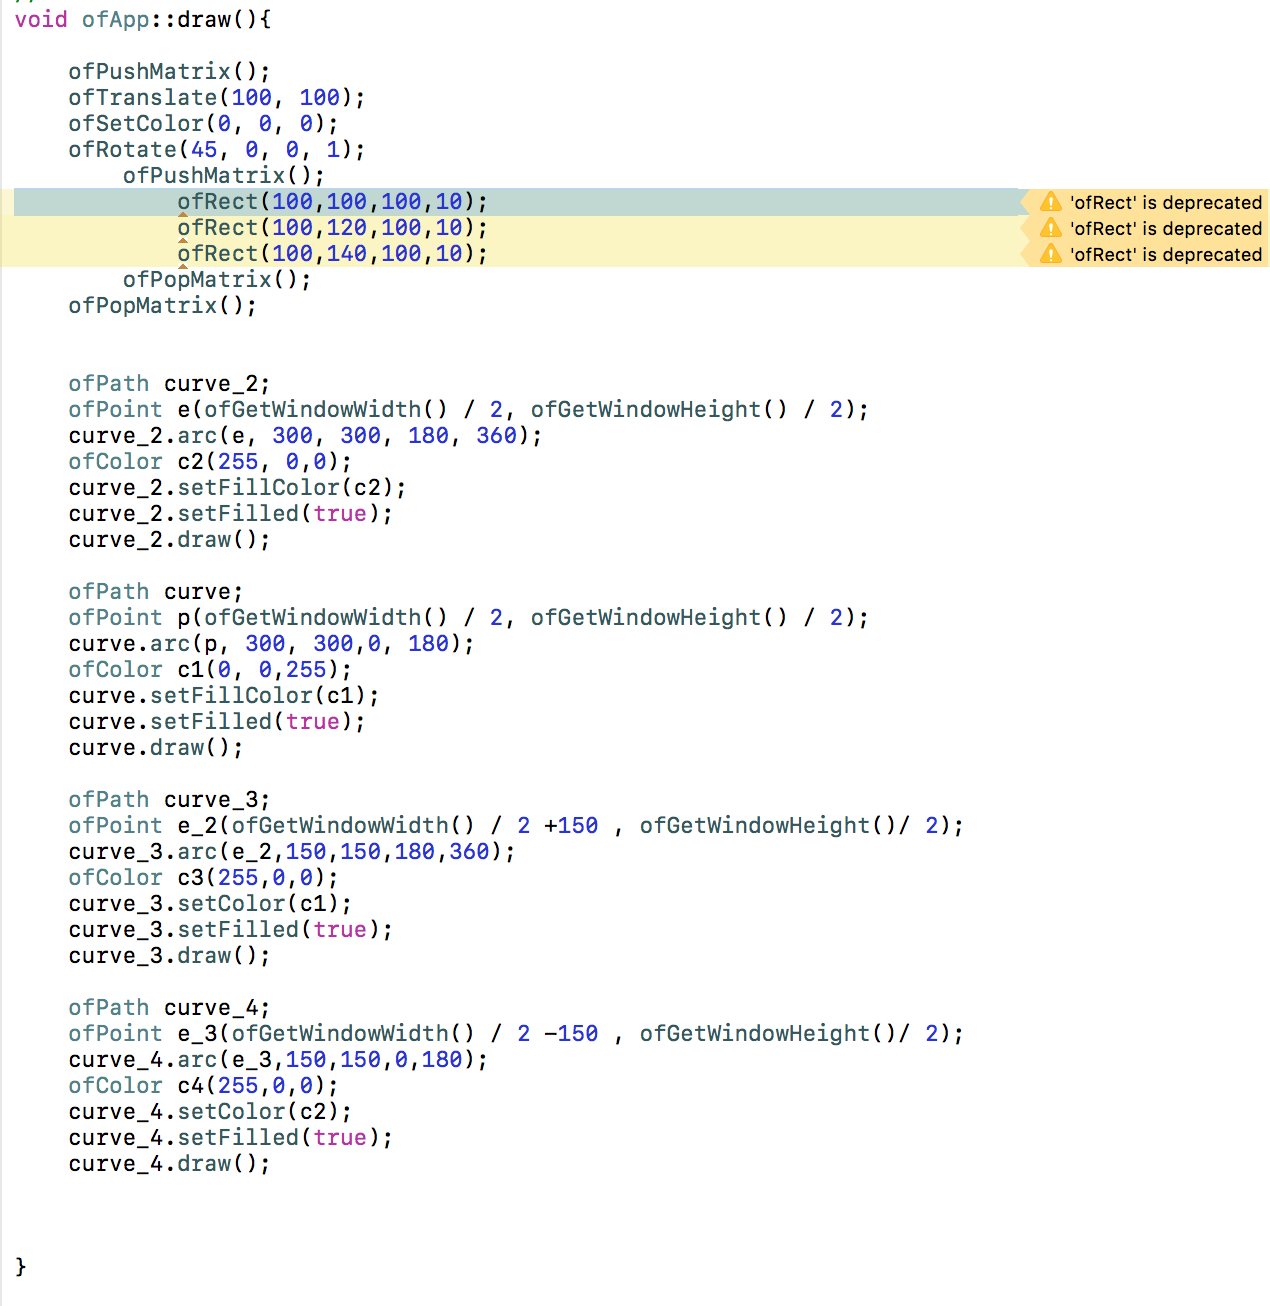 void ofApp::draw(){
ofPushMatrix();
ofTranslate(100, 100);
ofSetColor(0, 0, 0);
ofRotate(45, 0, 0, 1);
ofPushMatrix();
ofRect(100,100,100,10); 'ofRect' is deprecated
ofRect(100,120,100,10); 'ofRect' is deprecated
ofRect(100,140,100,10); 'ofRect' is deprecated
ofPopMatrix();
ofPopMatrix();
ofPath curve_2;
ofPoint e(ofGetWindowWidth() / 2, ofGetWindowHeight() / 2);
curve_2.arc(e, 300, 300, 180, 360);
ofColor c2(255, 0,0);
curve_2.setFillColor(c2);
curve_2.setFilled(true);
curve_2.draw();
ofPath curve;
ofPoint p(ofGetWindowWidth() / 2, ofGetWindowHeight() / 2);
curve.arc(p, 300, 300,0, 180);
ofColor c1(0, 0,255);
curve.setFillColor(c1);
curve.setFilled(true);
curve.draw();
ofPath curve_3;
ofPoint e_2(ofGetWindowWidth() / 2 +150 , ofGetWindowHeight()/ 2);
curve_3.arc(e_2,150,150,180,360);
ofColor c3(255,0,0);
curve_3.setColor(c1);
curve_3.setFilled(true);
curve_3.draw();
ofPath curve_4;
ofPoint e_3(ofGetWindowWidth() / 2 -150 , ofGetWindowHeight()/ 2);
curve_4.arc(e_3,150,150,0,180);
ofColor c4(255,0,0);
curve_4.setColor(c2);
curve_4.setFilled(true);
curve_4.draw();
}